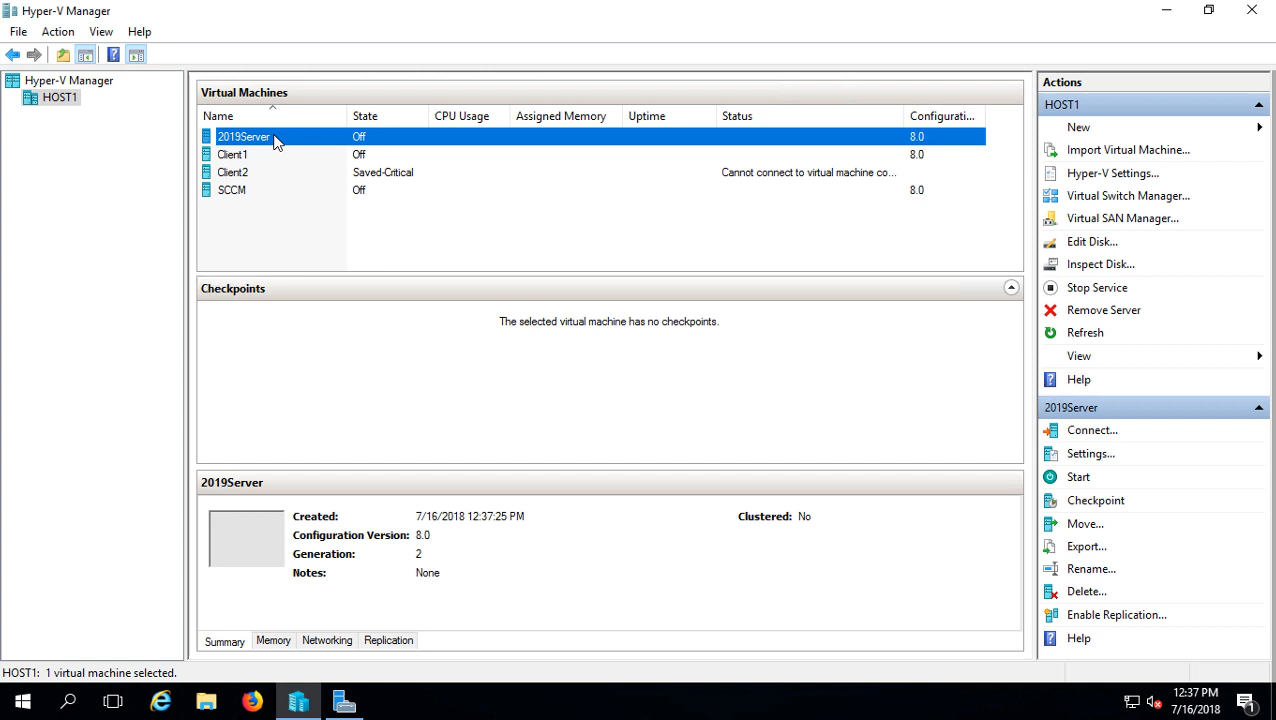 Hyper-V Manager
File Action View Help
Hyper-V Manager
HOST1
Virtual Machines
Name State CPU Usage Assigned Memory Uptime Status Configurati...
2019Server Off 8.0
Client1 Off 8.0
Client2 Saved-Critical Cannot connect to virtual machine co...
SCCM Off 8.0
Checkpoints
The selected virtual machine has no checkpoints.
2019Server
Created: 7/16/2018 12:37:25 PM Clustered: No
Configuration Version: 8.0
Generation: 2
Notes: None
Summary Memory Networking Replication
Actions
HOST1
New
Import Virtual Machine...
Hyper-V Settings...
Virtual Switch Manager...
Virtual SAN Manager...
Edit Disk...
Inspect Disk...
Stop Service
Remove Server
Refresh
View
Help
2019Server
Connect...
Settings...
Start
Checkpoint
Move...
Export...
Rename...
Delete...
Enable Replication...
Help
HOST1: 1 virtual machine selected.
12:37 PM
7/16/2018
1